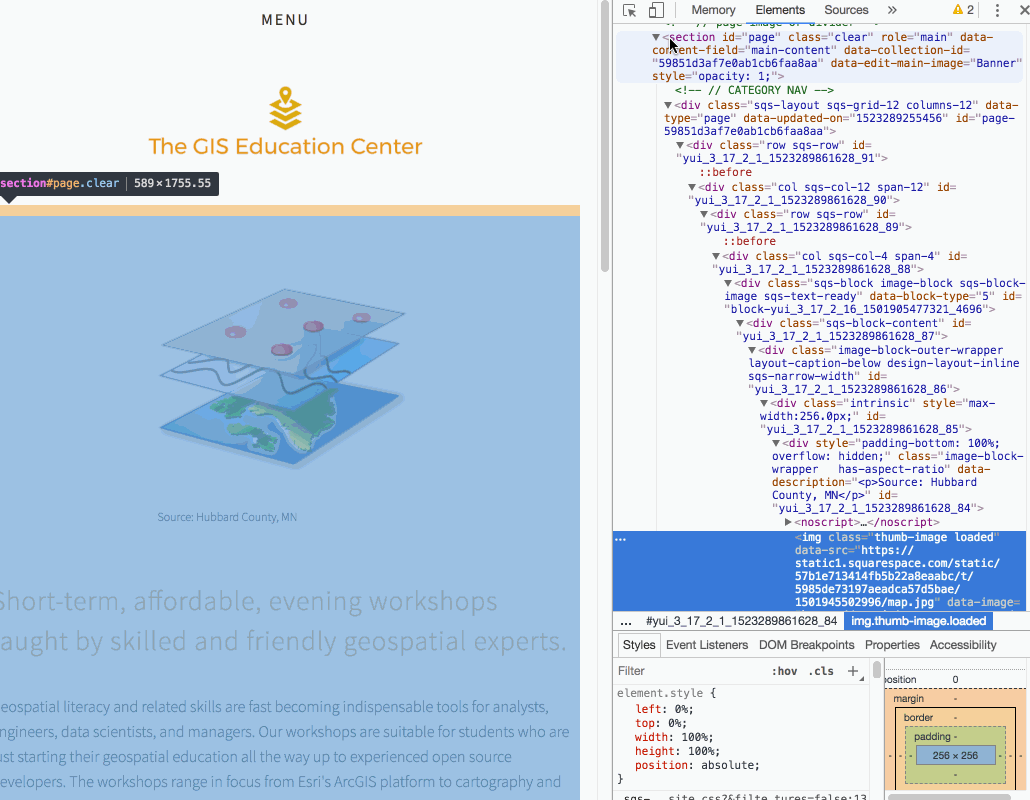 MENU
The GIS Education Center
section#page.clear | 589 × 1755.55
Source: Hubbard County, MN
Short-term, affordable, evening workshops
aught by skilled and friendly geospatial experts.
eospatial literacy and related skills are fast becoming indispensable tools for analysts,
ngineers, data scientists, and managers. Our workshops are suitable for students who are
ust starting their geospatial education all the way up to experienced open source
evelopers. The workshops range in focus from Esri's ArcGIS platform to cartography and
Memory Elements Sources » 2
▼<section id="page" class="clear" role="main" data-
content-field="main-content" data-collection-id=
"59851d3af7e0ab1cb6faa8aa" data-edit-main-image="Banner"
style="opacity: 1;">
<!-- // CATEGORY NAV -->
▼<div class="sqs-layout sqs-grid-12 columns-12" data-
type="page" data-updated-on="1523289255456" id="page-
59851d3af7e0ab1cb6faa8aa">
▼<div class="row sqs-row" id=
"yui_3_17_2_1_1523289861628_91">
::before
▼<div class="col sqs-col-12 span-12" id=
"yui_3_17_2_1_1523289861628_90">
▼<div class="row sqs-row" id=
"yui_3_17_2_1_1523289861628_89">
::before
▼<div class="col sqs-col-4 span-4" id=
"yui_3_17_2_1_1523289861628_88">
▼<div class="sqs-block image-block sqs-block-
image sqs-text-ready" data-block-type="5" id=
"block-yui_3_17_2_16_1501905477321_4696">
▼<div class="sqs-block-content" id=
"yui_3_17_2_1_1523289861628_87">
▼<div class="image-block-outer-wrapper
layout-caption-below design-layout-inline
sqs-narrow-width" id=
"yui_3_17_2_1_1523289861628_86">
▼<div class="intrinsic" style="max-
width:256.0px;" id=
"yui_3_17_2_1_1523289861628_85">
▼<div style="padding-bottom: 100%;
overflow: hidden;" class="image-block-
wrapper has-aspect-ratio" data-
description="<p>Source: Hubbard
County, MN</p>" id=
"yui_3_17_2_1_1523289861628_84">
▶<noscript>…</noscript>
... <img class="thumb-image loaded"
data-src="https://
static1.squarespace.com/static/
57b1e713414fb5b22a8eaabc/t/
5985de73197aeadca57d5bae/
1501945502996/map.jpg" data-image=
... #yui_3_17_2_1_1523289861628_84 img.thumb-image.loaded
Styles Event Listeners DOM Breakpoints Properties Accessibility
Filter :hov .cls +
element.style {
left: 0%;
top: 0%;
width: 100%;
height: 100%;
position: absolute;
}
position 0
margin -
border -
padding -
- - - 256 × 256 - - -
-